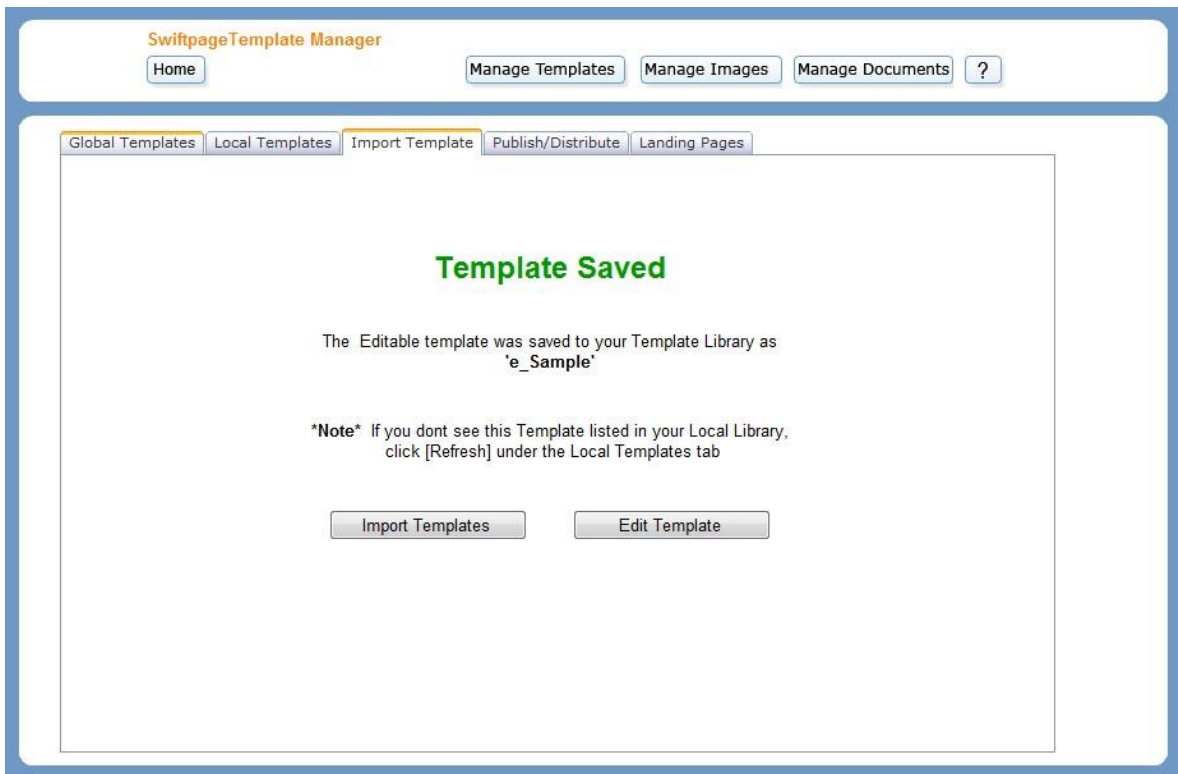 SwiftpageTemplate Manager
Home Manage Templates Manage Images Manage Documents ?
Global Templates Local Templates Import Template Publish/Distribute Landing Pages
Template Saved
The Editable template was saved to your Template Library as
'e_Sample'
*Note* If you dont see this Template listed in your Local Library,
click [Refresh] under the Local Templates tab
Import Templates Edit Template